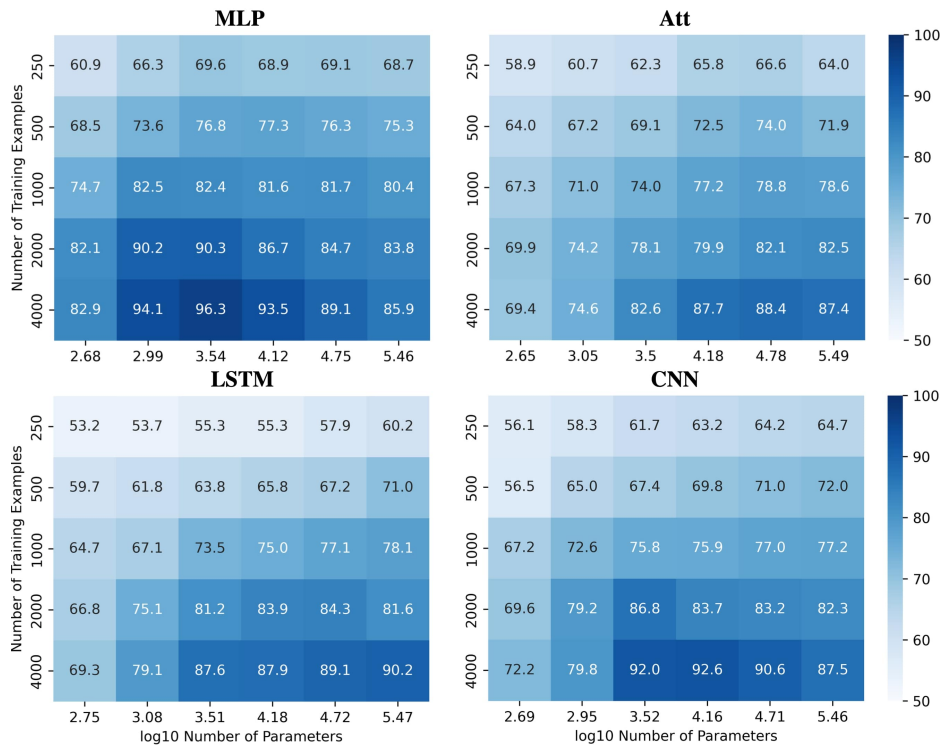 MLP
Att
250 60.9 66.3 69.6 68.9 69.1 68.7
500 68.5 73.6 76.8 77.3 76.3 75.3
1000 74.7 82.5 82.4 81.6 81.7 80.4
2000 82.1 90.2 90.3 86.7 84.7 83.8
4000 82.9 94.1 96.3 93.5 89.1 85.9
2.68 2.99 3.54 4.12 4.75 5.46
Number of Training Examples
250 58.9 60.7 62.3 65.8 66.6 64.0
500 64.0 67.2 69.1 72.5 74.0 71.9
1000 67.3 71.0 74.0 77.2 78.8 78.6
2000 69.9 74.2 78.1 79.9 82.1 82.5
4000 69.4 74.6 82.6 87.7 88.4 87.4
2.65 3.05 3.5 4.18 4.78 5.49
100
90
80
70
60
50
LSTM
CNN
250 53.2 53.7 55.3 55.3 57.9 60.2
500 59.7 61.8 63.8 65.8 67.2 71.0
1000 64.7 67.1 73.5 75.0 77.1 78.1
2000 66.8 75.1 81.2 83.9 84.3 81.6
4000 69.3 79.1 87.6 87.9 89.1 90.2
2.75 3.08 3.51 4.18 4.72 5.47
Number of Training Examples
log10 Number of Parameters
250 56.1 58.3 61.7 63.2 64.2 64.7
500 56.5 65.0 67.4 69.8 71.0 72.0
1000 67.2 72.6 75.8 75.9 77.0 77.2
2000 69.6 79.2 86.8 83.7 83.2 82.3
4000 72.2 79.8 92.0 92.6 90.6 87.5
2.69 2.95 3.52 4.16 4.71 5.46
log10 Number of Parameters
100
90
80
70
60
50